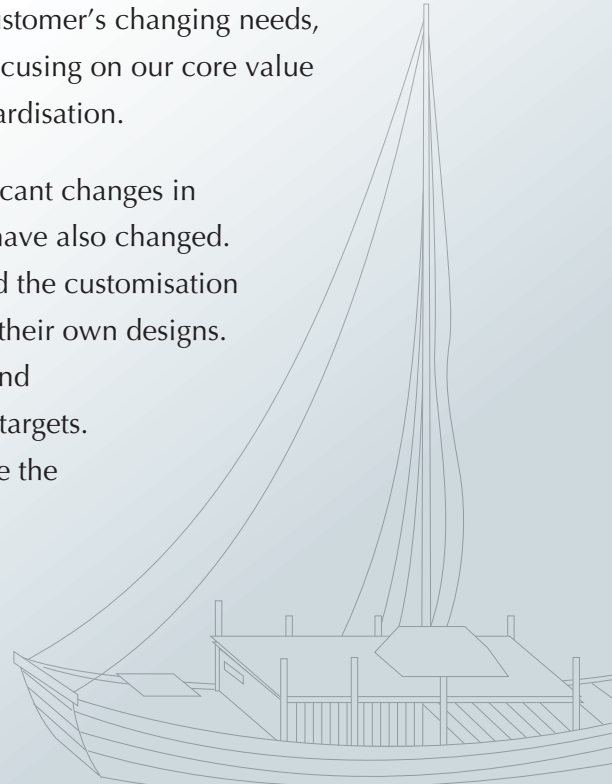 ustomer’s changing needs,
cusing on our core value
ardisation.
cant changes in
have also changed.
d the customisation
their own designs.
nd
targets.
e the